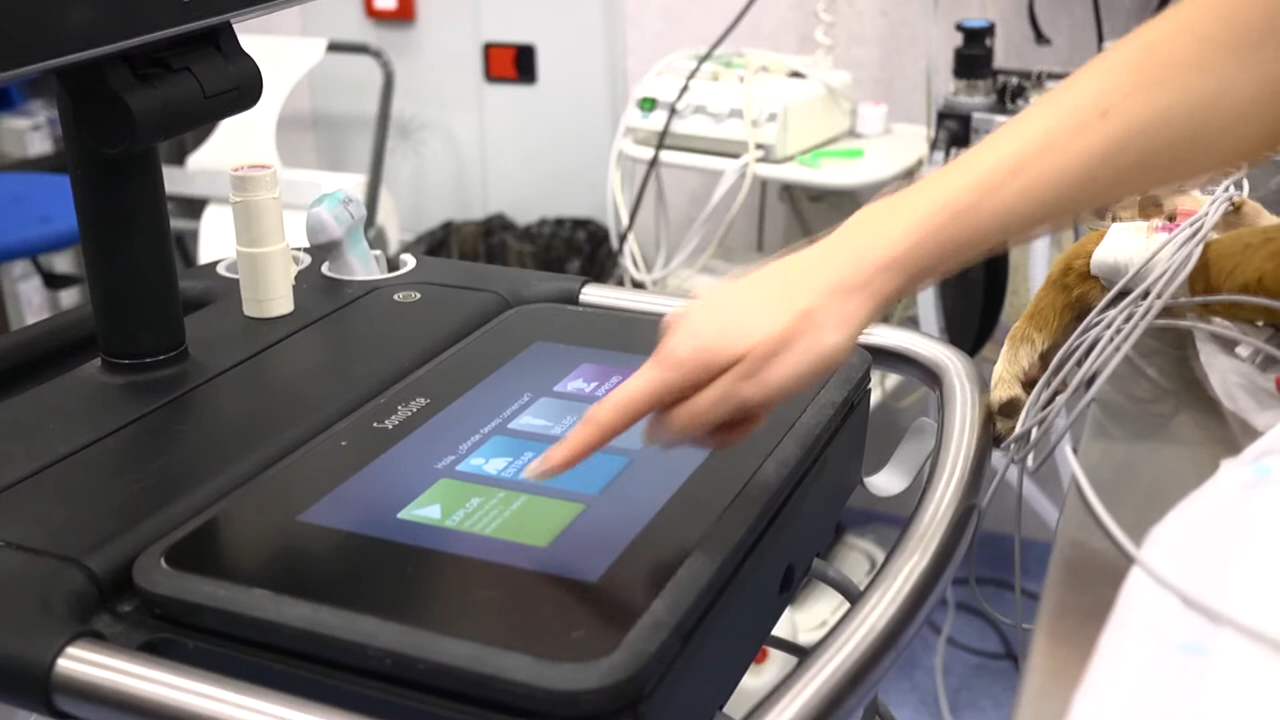 SonoSite
Hola, ¿dónde desea comenzar?
EXPLOR.
ENTRAR
SELEC.
APREND